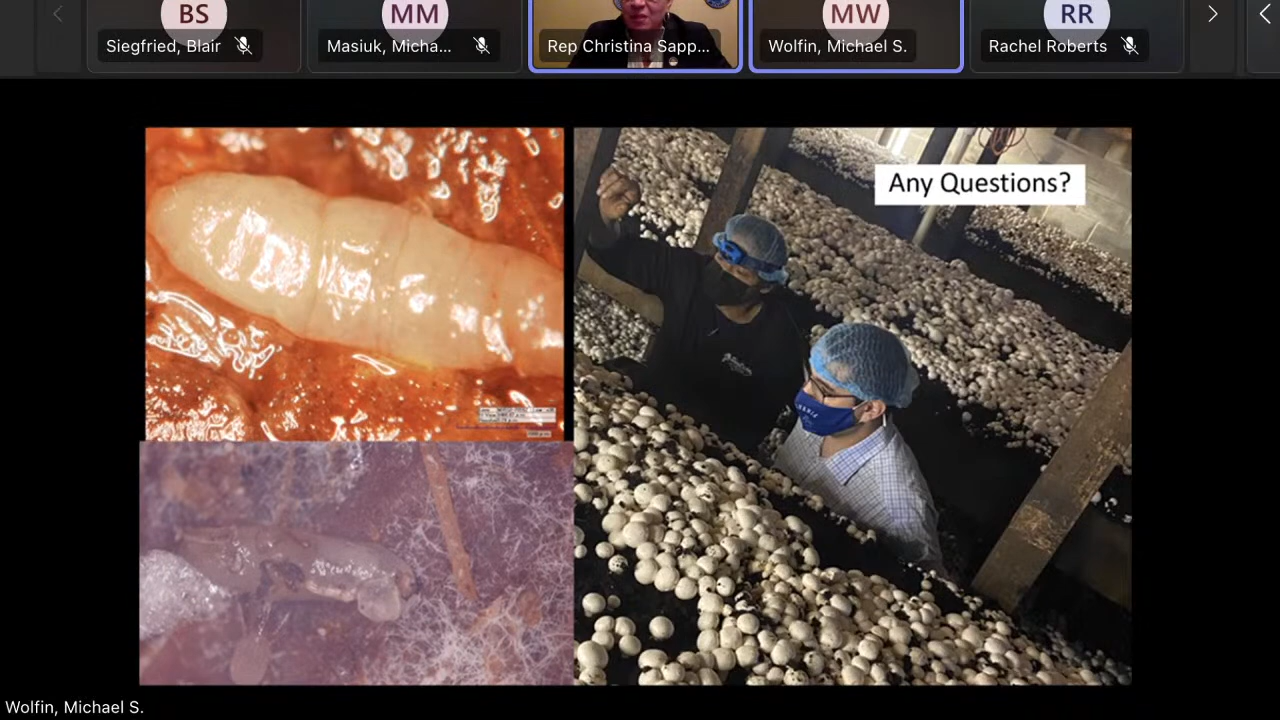 BS
MM
MW
RR
Siegfried, Blair
Masiuk, Micha...
Rep Christina Sapp...
Wolfin, Michael S.
Rachel Roberts
Any Questions?
Wolfin, Michael S.